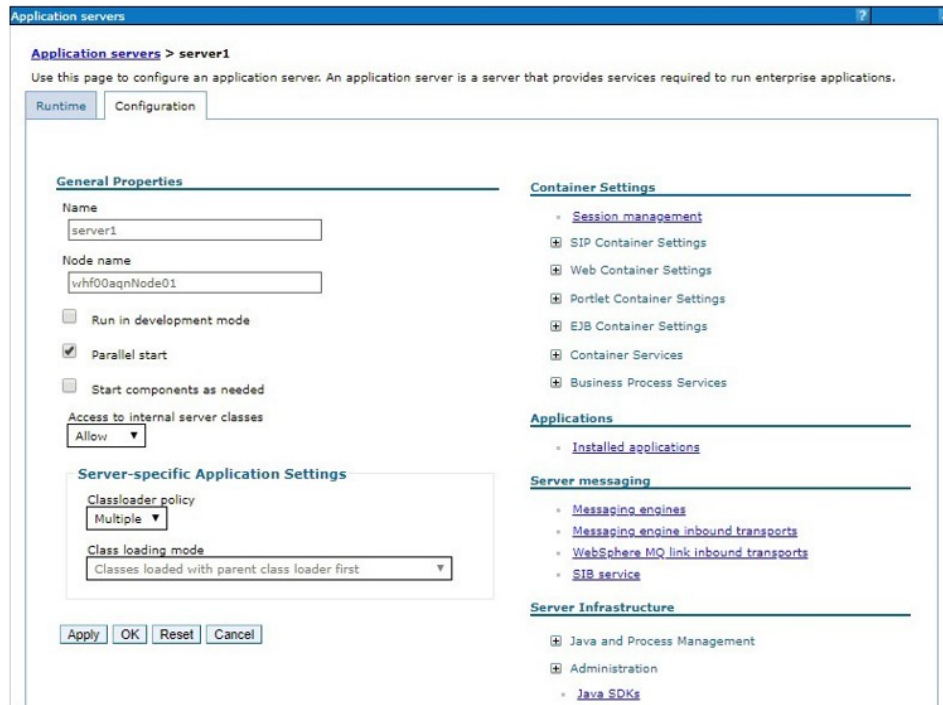 Application servers
?
Application servers > server1
Use this page to configure an application server. An application server is a server that provides services required to run enterprise applications.
Runtime
Configuration
General Properties
Name
server1
Node name
whf00aqnNode01
Run in development mode
Parallel start
Start components as needed
Access to internal server classes
Allow
Server-specific Application Settings
Classloader policy
Multiple
Class loading mode
Classes loaded with parent class loader first
Apply
OK
Reset
Cancel
Container Settings
Session management
SIP Container Settings
Web Container Settings
Portlet Container Settings
EJB Container Settings
Container Services
Business Process Services
Applications
Installed applications
Server messaging
Messaging engines
Messaging engine inbound transports
WebSphere MQ link inbound transports
SIB service
Server Infrastructure
Java and Process Management
Administration
Java SDKs